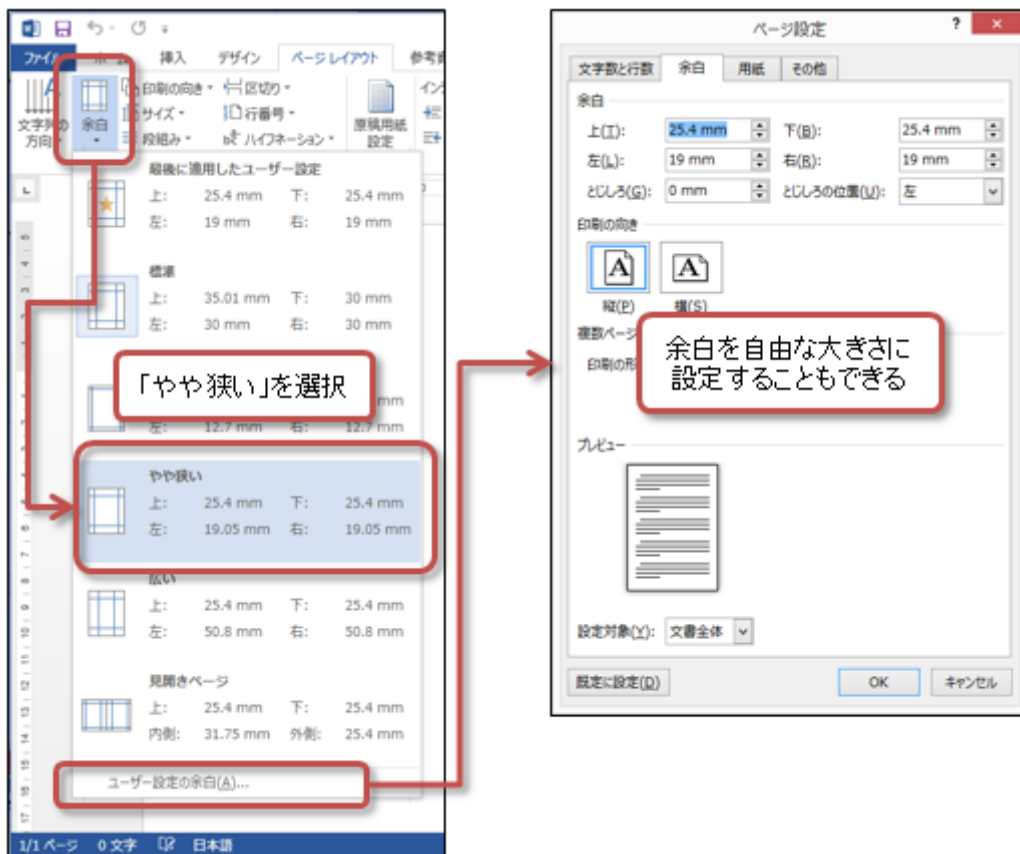 ファイル 挿入 デザイン ページ レイアウト
文字列の方向
余白
印刷の向き
サイズ
段組み
区切り
行番号
ハイフネーション
原稿用紙設定
最後に適用したユーザー設定
上: 25.4 mm 下: 25.4 mm
左: 19 mm 右: 19 mm
標準
上: 35.01 mm 下: 30 mm
左: 30 mm 右: 30 mm
「やや狭い」を選択
左: 12.7 mm 右: 12.7 mm
やや狭い
上: 25.4 mm 下: 25.4 mm
左: 19.05 mm 右: 19.05 mm
広い
上: 25.4 mm 下: 25.4 mm
左: 50.8 mm 右: 50.8 mm
見開きページ
上: 25.4 mm 下: 25.4 mm
内側: 31.75 mm 外側: 25.4 mm
ユーザー設定の余白(A)...
1/1 ページ 0 文字 日本語
ページ設定 ? ×
文字数と行数 余白 用紙 その他
余白
上(T): 25.4 mm 下(B): 25.4 mm
左(L): 19 mm 右(R): 19 mm
とじしろ(G): 0 mm とじしろの位置(U): 左
印刷の向き
A A
縦(P) 横(S)
複数ページ
印刷の形
余白を自由な大きさに
設定することもできる
プレビュー
設定対象(Y): 文書全体
既定に設定(D) OK キャンセル